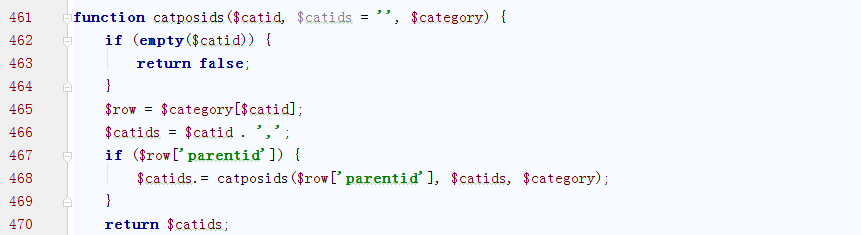 461 function catposids($catid, $catids = '', $category) {
462 if (empty($catid)) {
463 return false;
464 }
465 $row = $category[$catid];
466 $catids = $catid . ',';
467 if ($row['parentid']) {
468 $catids.= catposids($row['parentid'], $catids, $category);
469 }
470 return $catids;